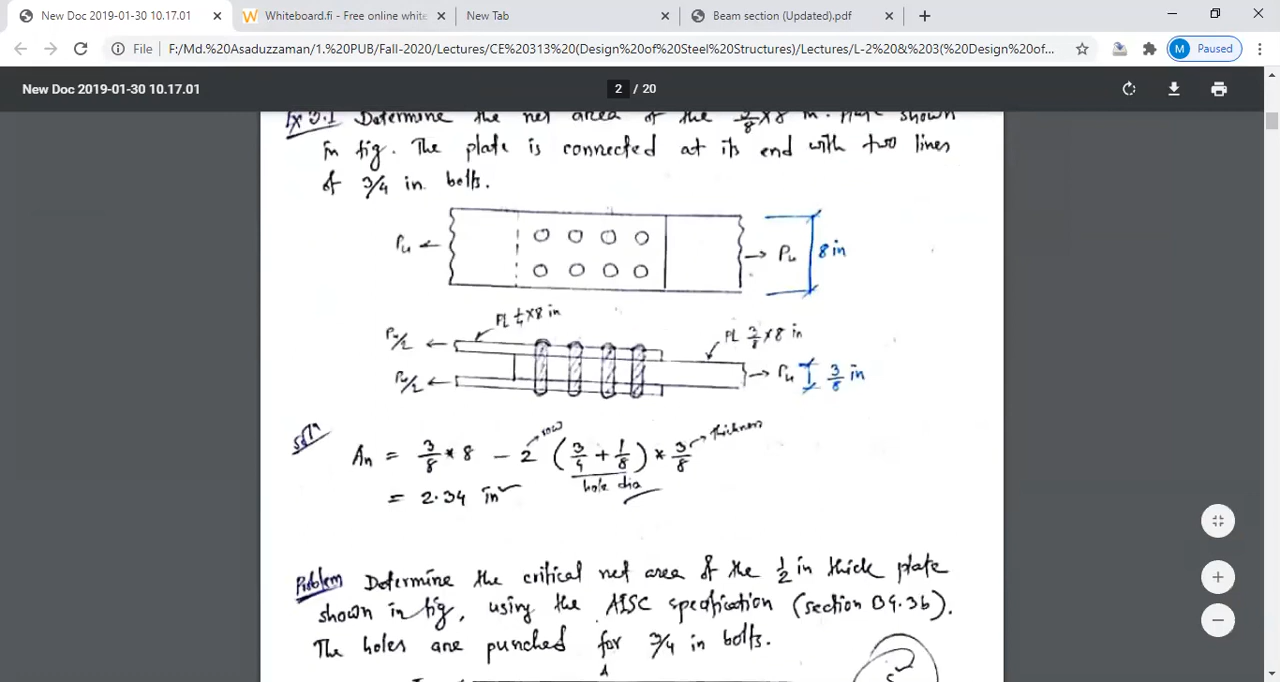 New Doc 2019-01-30 10.17.01
Whiteboard.fi - Free online white
New Tab
Beam section (Updated).pdf
File
F:/Md.%20Asaduzzaman/1.%20PUB/Fall-2020/Lectures/CE%20313%20(Design%20of%20Steel%20Structures)/Lectures/L-2%20&%203(%20Design%20of...
M Paused
New Doc 2019-01-30 10.17.01
2 / 20
Ex 3.1 Determine the net area of the 3/8 × 8 in. plate shown
in fig. The plate is connected at its end with two lines
of 3/4 in. bolts.
Pu ← → Pu 8 in
PL 1/4 × 8 in
Pu/2 ← PL 3/8 × 8 in
Pu/2 ← → Pu 3/8 in
Solⁿ
row thickness
An = 3/8 * 8 - 2 (3/4 + 1/8) * 3/8
hole dia
= 2.34 in²
Problem Determine the critical net area of the 1/2 in thick plate
shown in fig, using the AISC specification (section B4.3b).
The holes are punched for 3/4 in bolts.
A